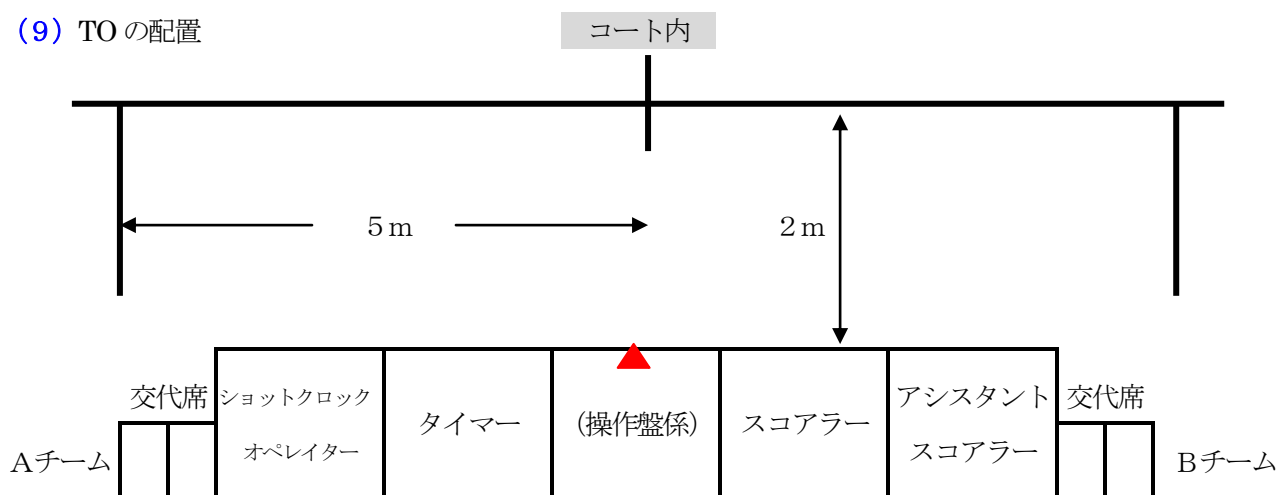 (9) TO の配置
コート内
5m
2m
交代席
ショットクロック
オペレイター
タイマー
(操作盤係)
スコアラー
アシスタント
スコアラー
交代席
Aチーム
Bチーム